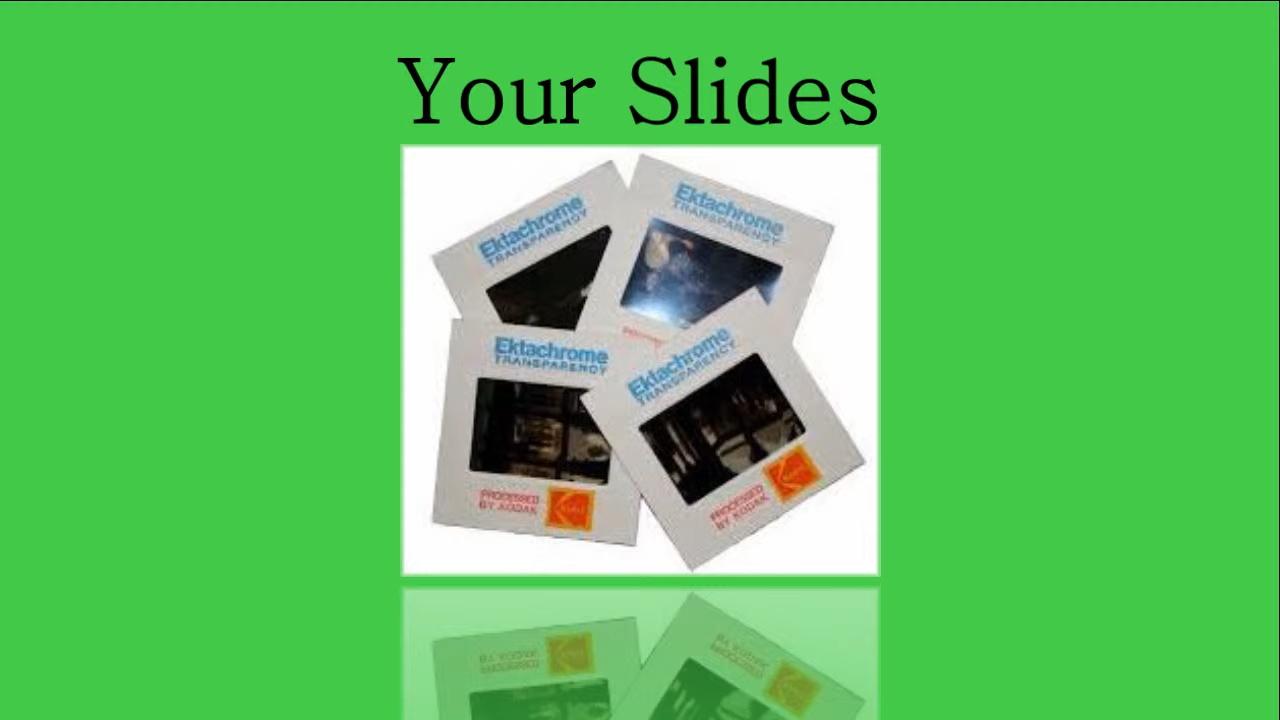 Your Slides
Ektachrome
TRANSPARENCY
Ektachrome
TRANSPARENCY
Ektachrome
TRANSPARENCY
PROCESSED
BY KODAK
Ektachrome
TRANSPARENCY
PROCESSED
BY KODAK